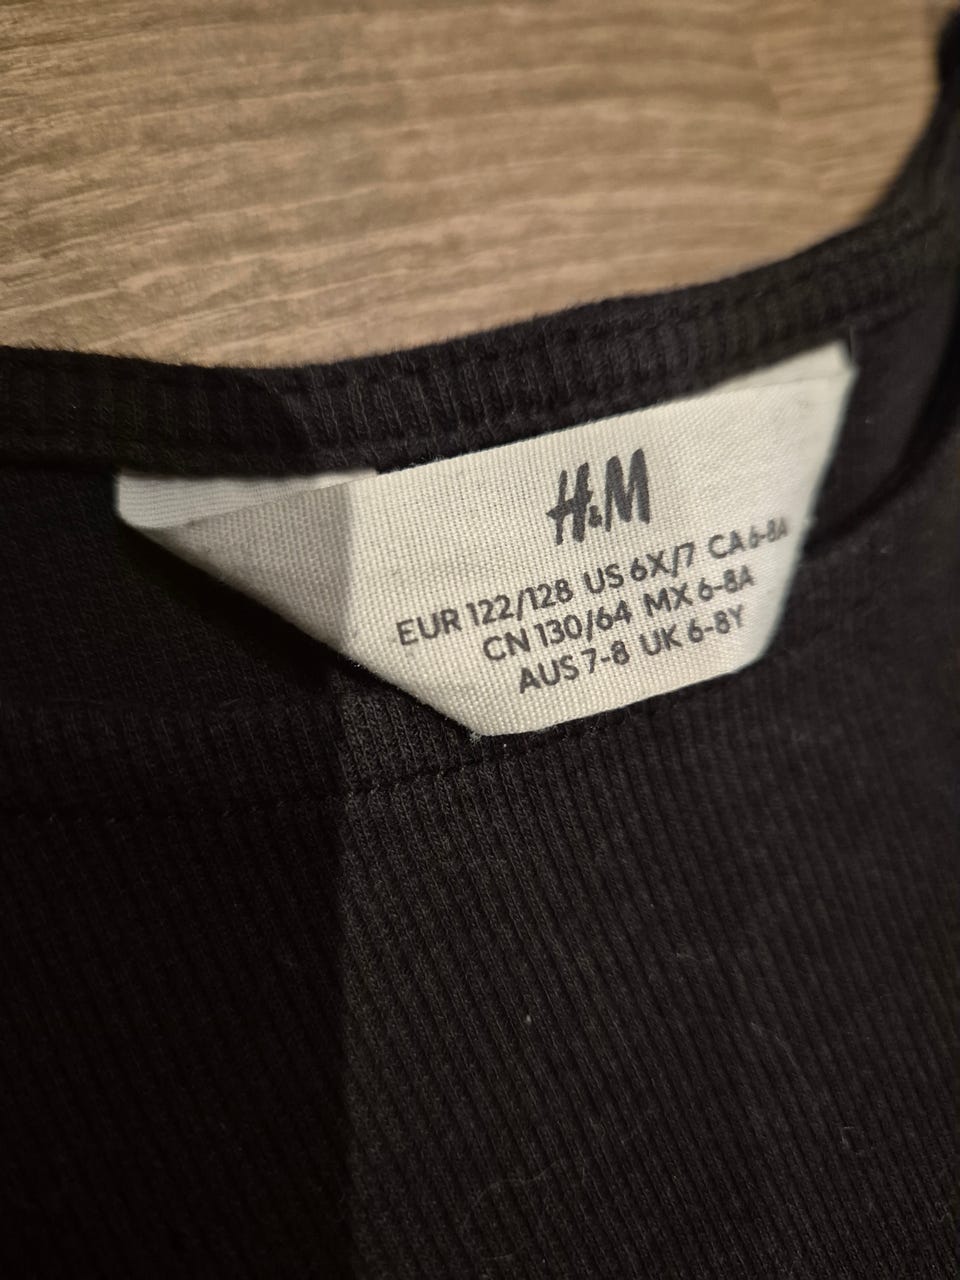 H&M
EUR 122/128 US 6X/7 CA 6-8A
CN 130/64 MX 6-8A
AUS 7-8 UK 6-8Y